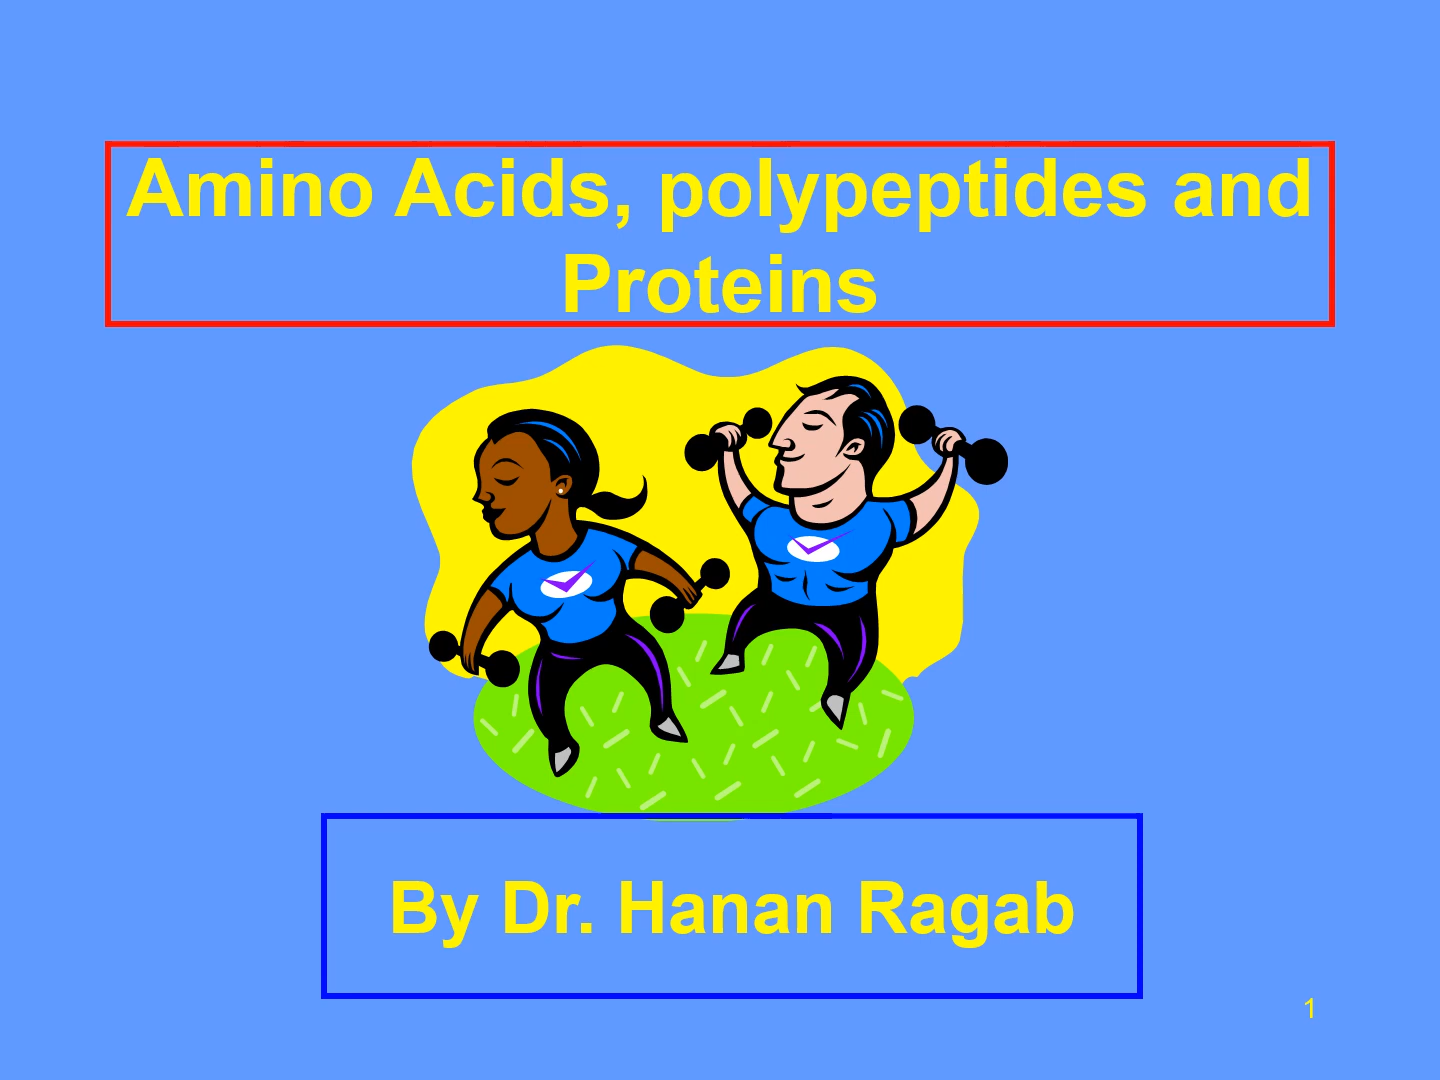 Amino Acids, polypeptides and
Proteins
By Dr. Hanan Ragab
1